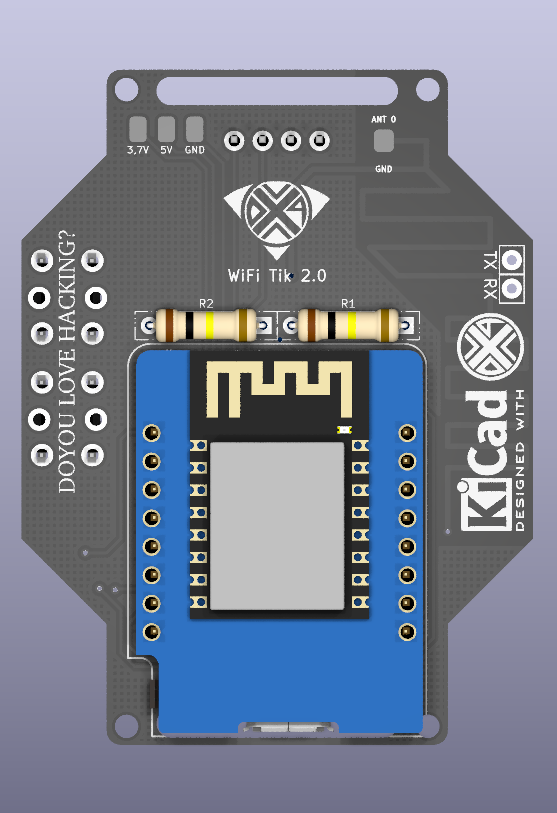 3,7V 5V GND
ANT 0
GND
WiFi Tik 2.0
R2 R1
DOYOU LOVE HACKING?
TX RX
KiCad
DESIGNED WITH